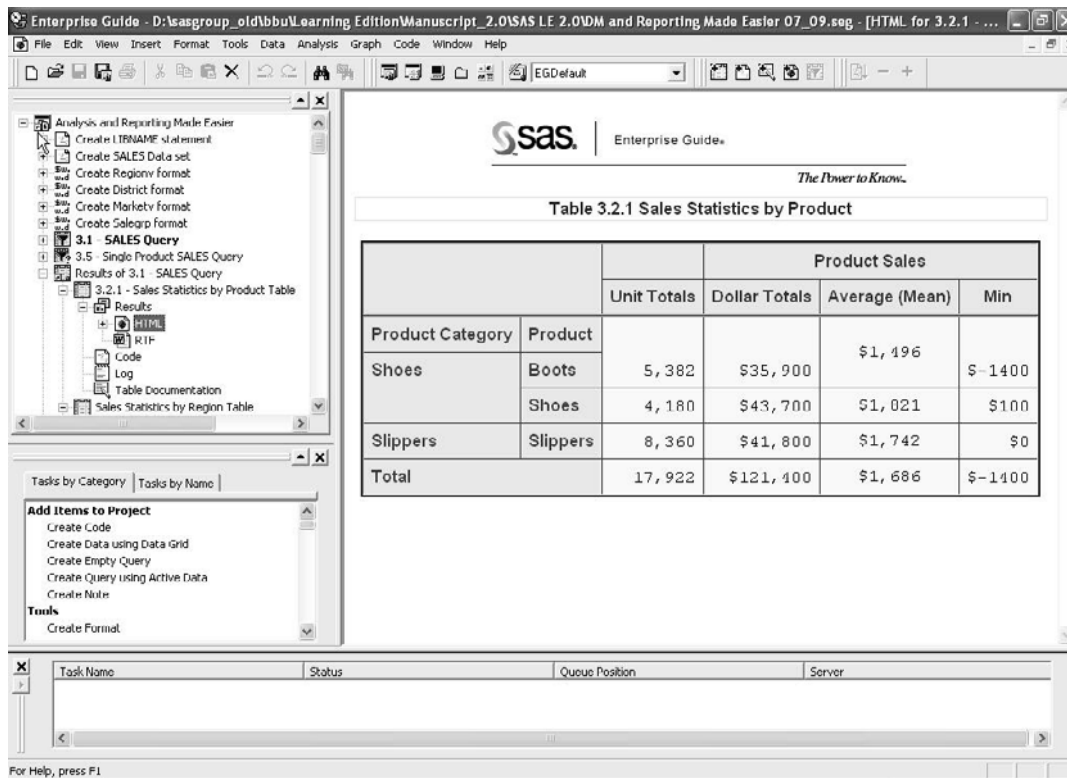 Enterprise Guide - D:\sasgroup_old\bbu\Learning Edition\Manuscript_2.0\SAS LE 2.0\DM and Reporting Made Easier 07_09.seg - [HTML for 3.2.1 - ...
File Edit View Insert Format Tools Data Analysis Graph Code Window Help
EGDefault
Analysis and Reporting Made Easier
Create LIBNAME statement
Create SALES Data set
Create Regionv format
Create District format
Create Marketv format
Create Salegrp format
3.1 - SALES Query
3.5 - Single Product SALES Query
Results of 3.1 - SALES Query
3.2.1 - Sales Statistics by Product Table
Results
HTML
RTF
Code
Log
Table Documentation
Sales Statistics by Region Table
Tasks by Category Tasks by Name
Add Items to Project
Create Code
Create Data using Data Grid
Create Empty Query
Create Query using Active Data
Create Note
Tools
Create Format
sas. Enterprise Guide®
The Power to Know™
Table 3.2.1 Sales Statistics by Product
Product Sales
Unit Totals Dollar Totals Average (Mean) Min
Product Category Product
Shoes Boots 5,382 $35,900 $1,496 $-1400
Shoes 4,180 $43,700 $1,821 $100
Slippers Slippers 8,360 $41,800 $1,742 $0
Total 17,922 $121,400 $1,686 $-1400
Task Name Status Queue Position Server
For Help, press F1